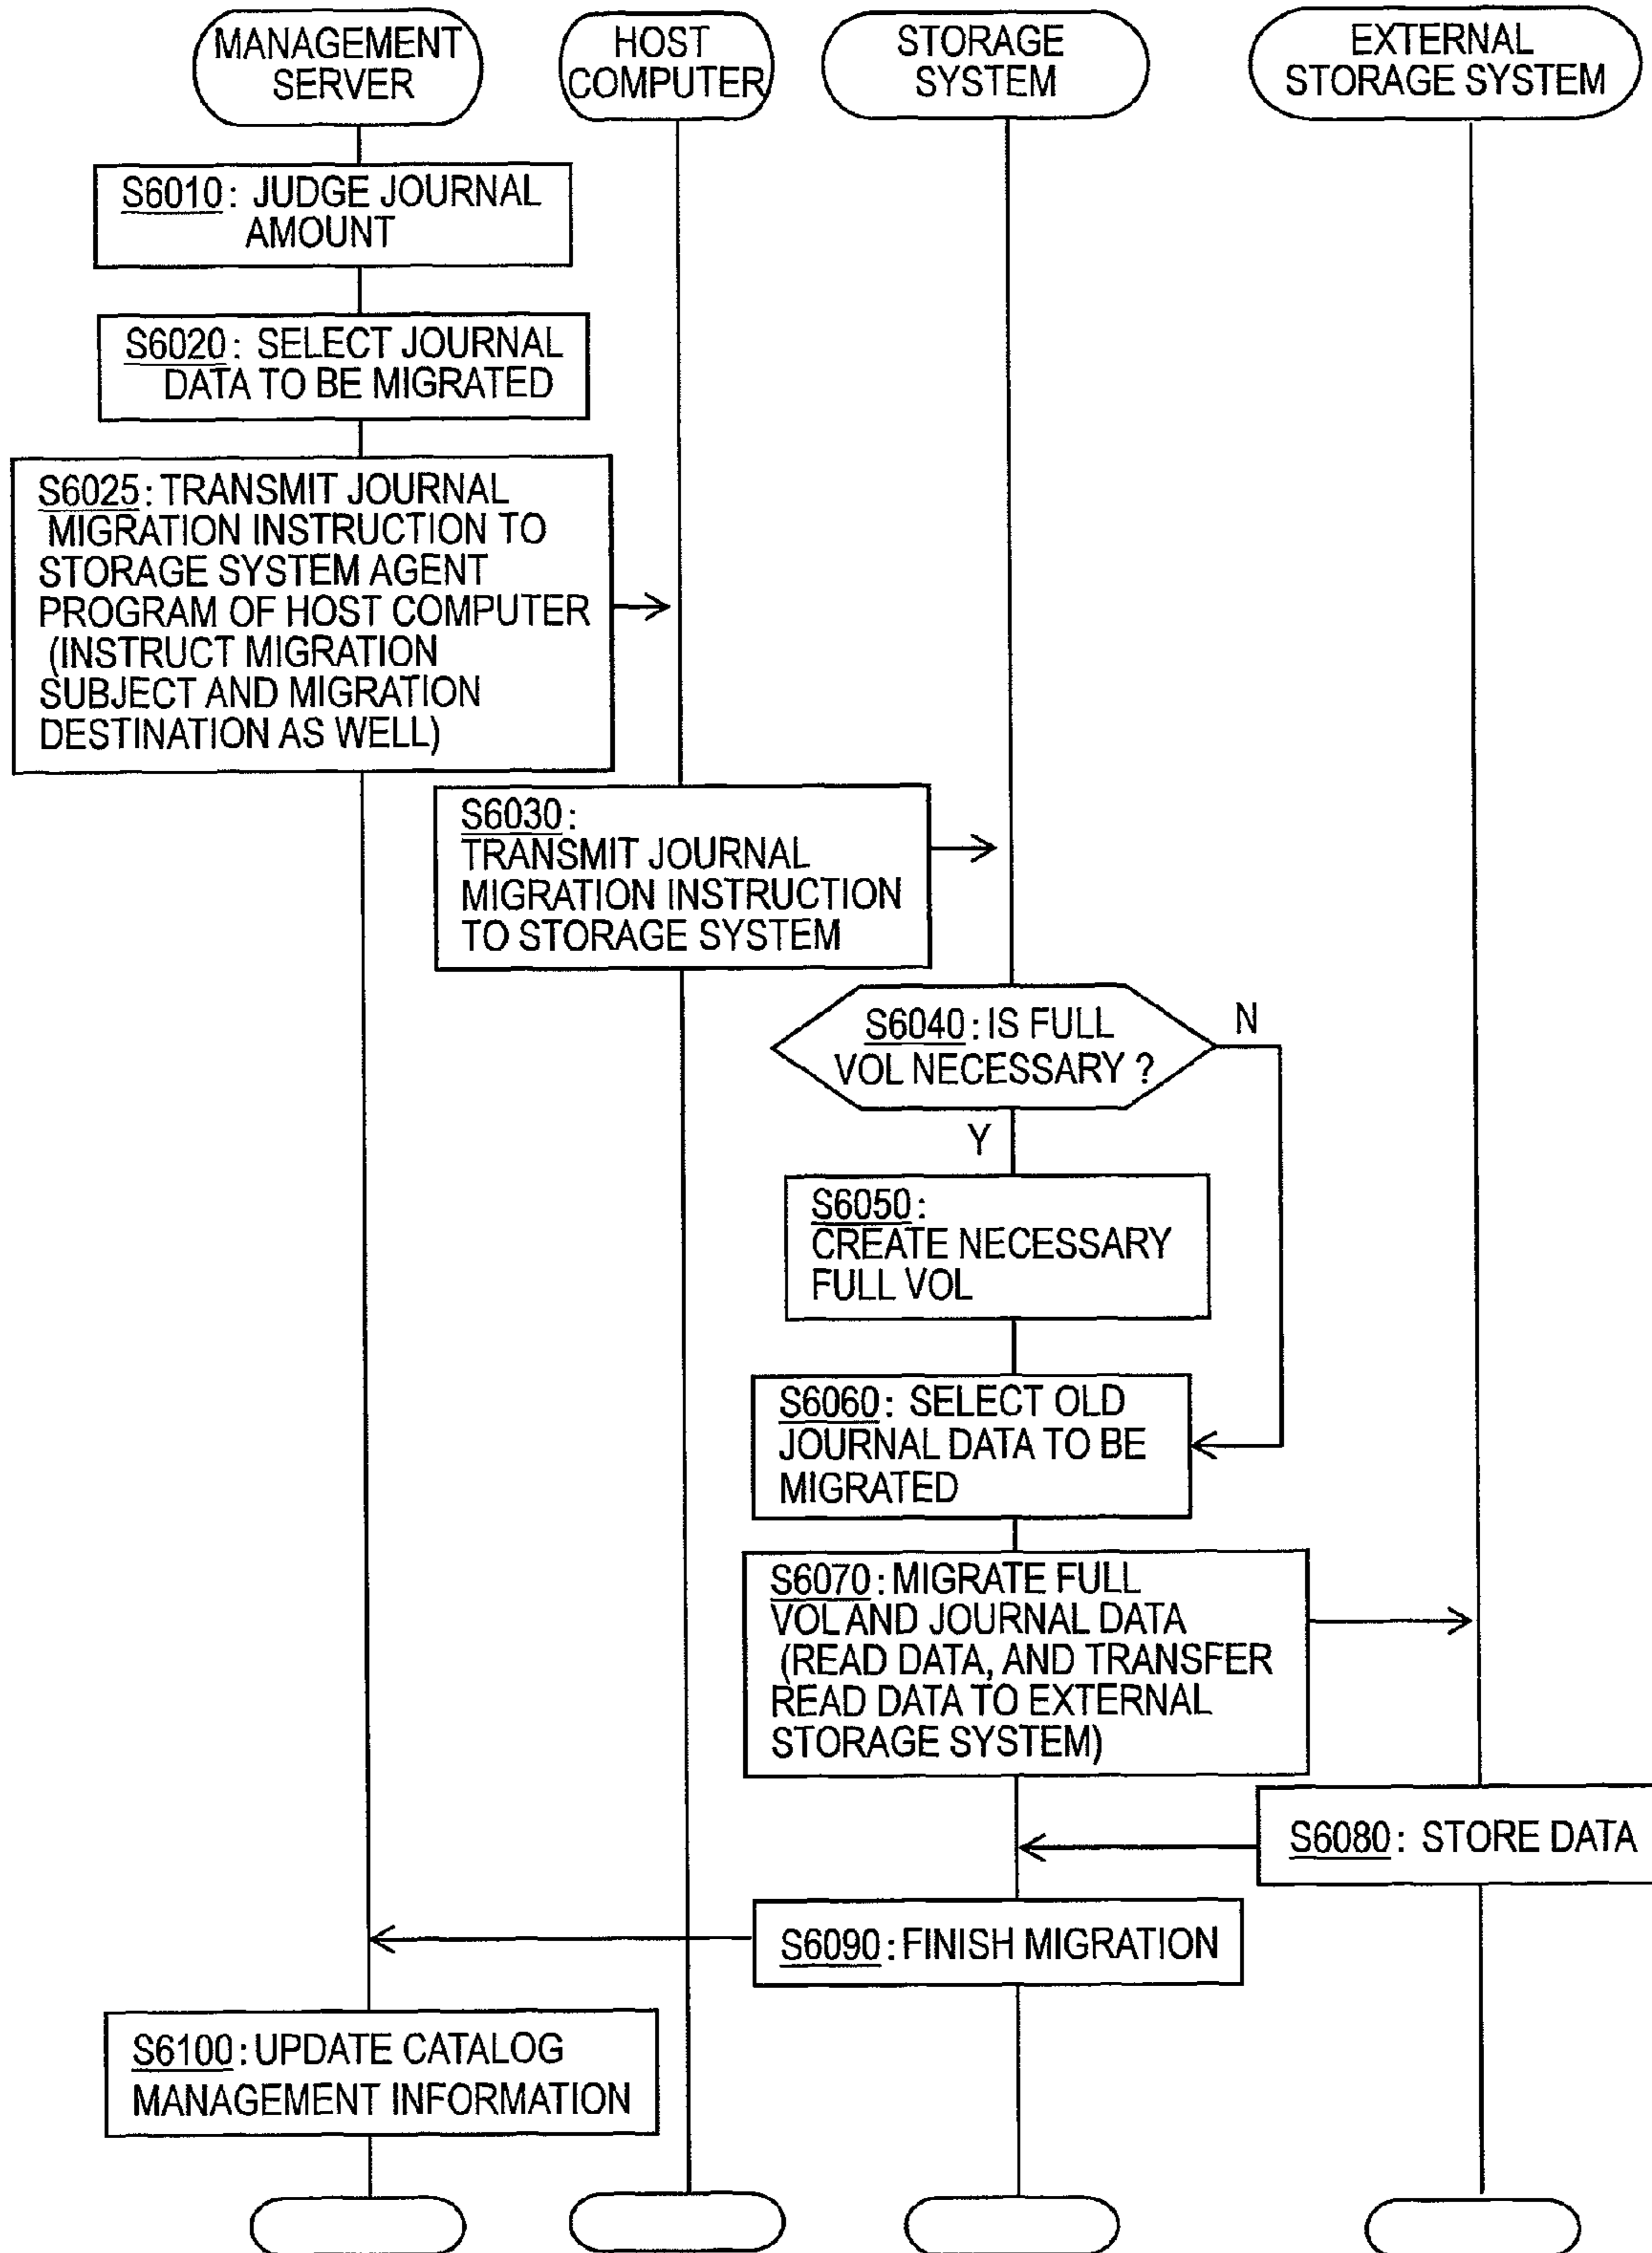 MANAGEMENT
SERVER
HOST
COMPUTER
STORAGE
SYSTEM
EXTERNAL
STORAGE SYSTEM
S6010: JUDGE JOURNAL
AMOUNT
S6020: SELECT JOURNAL
DATA TO BE MIGRATED
S6025: TRANSMIT JOURNAL
MIGRATION INSTRUCTION TO
STORAGE SYSTEM AGENT
PROGRAM OF HOST COMPUTER
(INSTRUCT MIGRATION
SUBJECT AND MIGRATION
DESTINATION AS WELL)
S6030:
TRANSMIT JOURNAL
MIGRATION INSTRUCTION
TO STORAGE SYSTEM
S6040: IS FULL
VOL NECESSARY ?
N
Y
S6050:
CREATE NECESSARY
FULL VOL
S6060: SELECT OLD
JOURNAL DATA TO BE
MIGRATED
S6070: MIGRATE FULL
VOL AND JOURNAL DATA
(READ DATA, AND TRANSFER
READ DATA TO EXTERNAL
STORAGE SYSTEM)
S6080: STORE DATA
S6090: FINISH MIGRATION
S6100: UPDATE CATALOG
MANAGEMENT INFORMATION